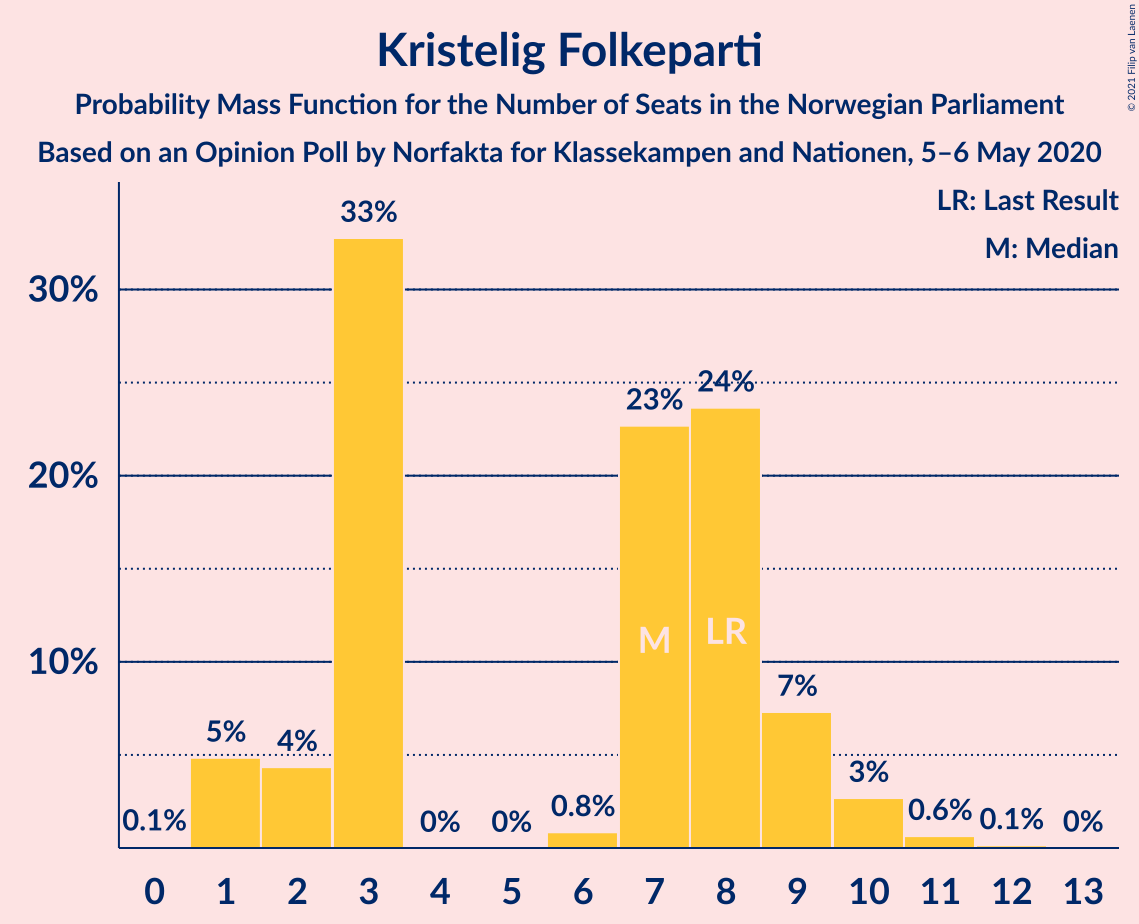 Kristelig Folkeparti
Probability Mass Function for the Number of Seats in the Norwegian Parliament
Based on an Opinion Poll by Norfakta for Klassekampen and Nationen, 5–6 May 2020
© 2021 Filip van Laenen
LR: Last Result
M: Median
33%
30%
24%
23%
20%
M
LR
10%
7%
5%
4%
3%
0.1%
0%
0%
0.8%
0.6%
0.1%
0%
0 1 2 3 4 5 6 7 8 9 10 11 12 13